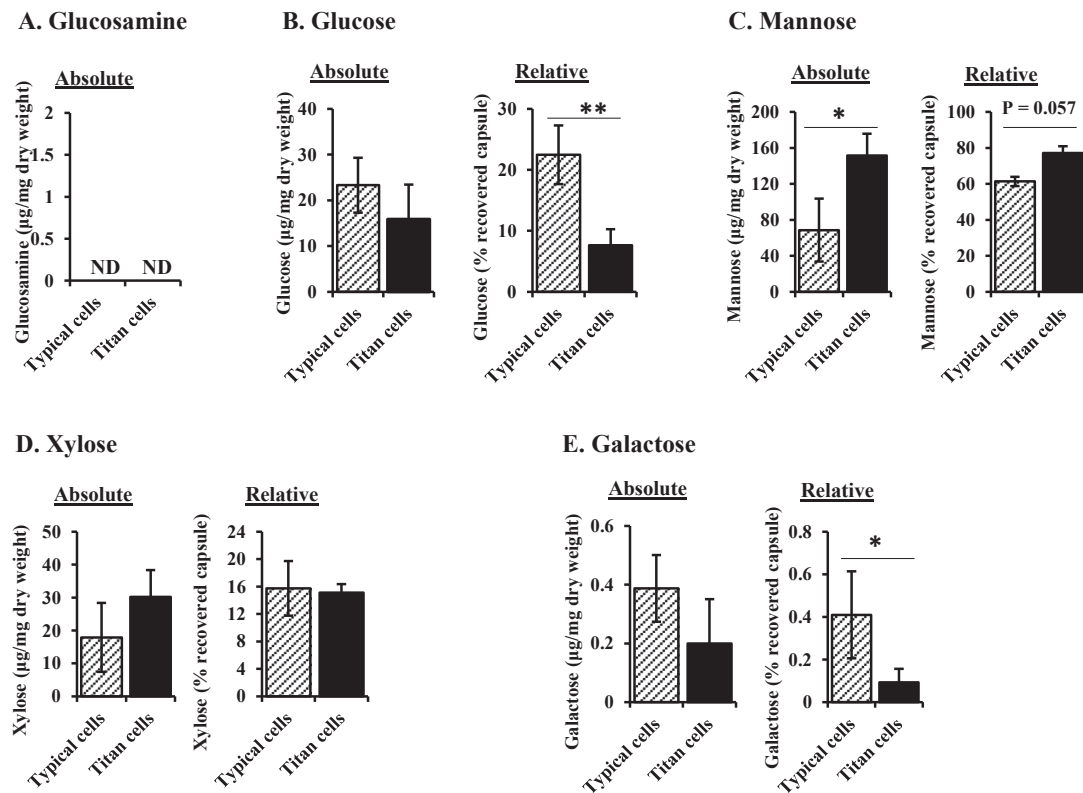 A. Glucosamine
Absolute
Glucosamine (µg/mg dry weight)
2
1.5
1
0.5
0
ND ND
Typical cells
Titan cells
B. Glucose
Absolute
Glucose (µg/mg dry weight)
40
30
20
10
0
Typical cells
Titan cells
Relative
Glucose (% recovered capsule)
30
20
10
0
**
Typical cells
Titan cells
C. Mannose
Absolute
Mannose (µg/mg dry weight)
200
160
120
80
40
0
*
Typical cells
Titan cells
Relative
Mannose (% recovered capsule)
100
80
60
40
20
0
P = 0.057
Typical cells
Titan cells
D. Xylose
Absolute
Xylose (µg/mg dry weight)
50
40
30
20
10
0
Typical cells
Titan cells
Relative
Xylose (% recovered capsule)
24
20
16
12
8
4
0
Typical cells
Titan cells
E. Galactose
Absolute
Galactose (µg/mg dry weight)
0.6
0.4
0.2
0
Typical cells
Titan cells
Relative
Galactose (% recovered capsule)
0.8
0.6
0.4
0.2
0
*
Typical cells
Titan cells